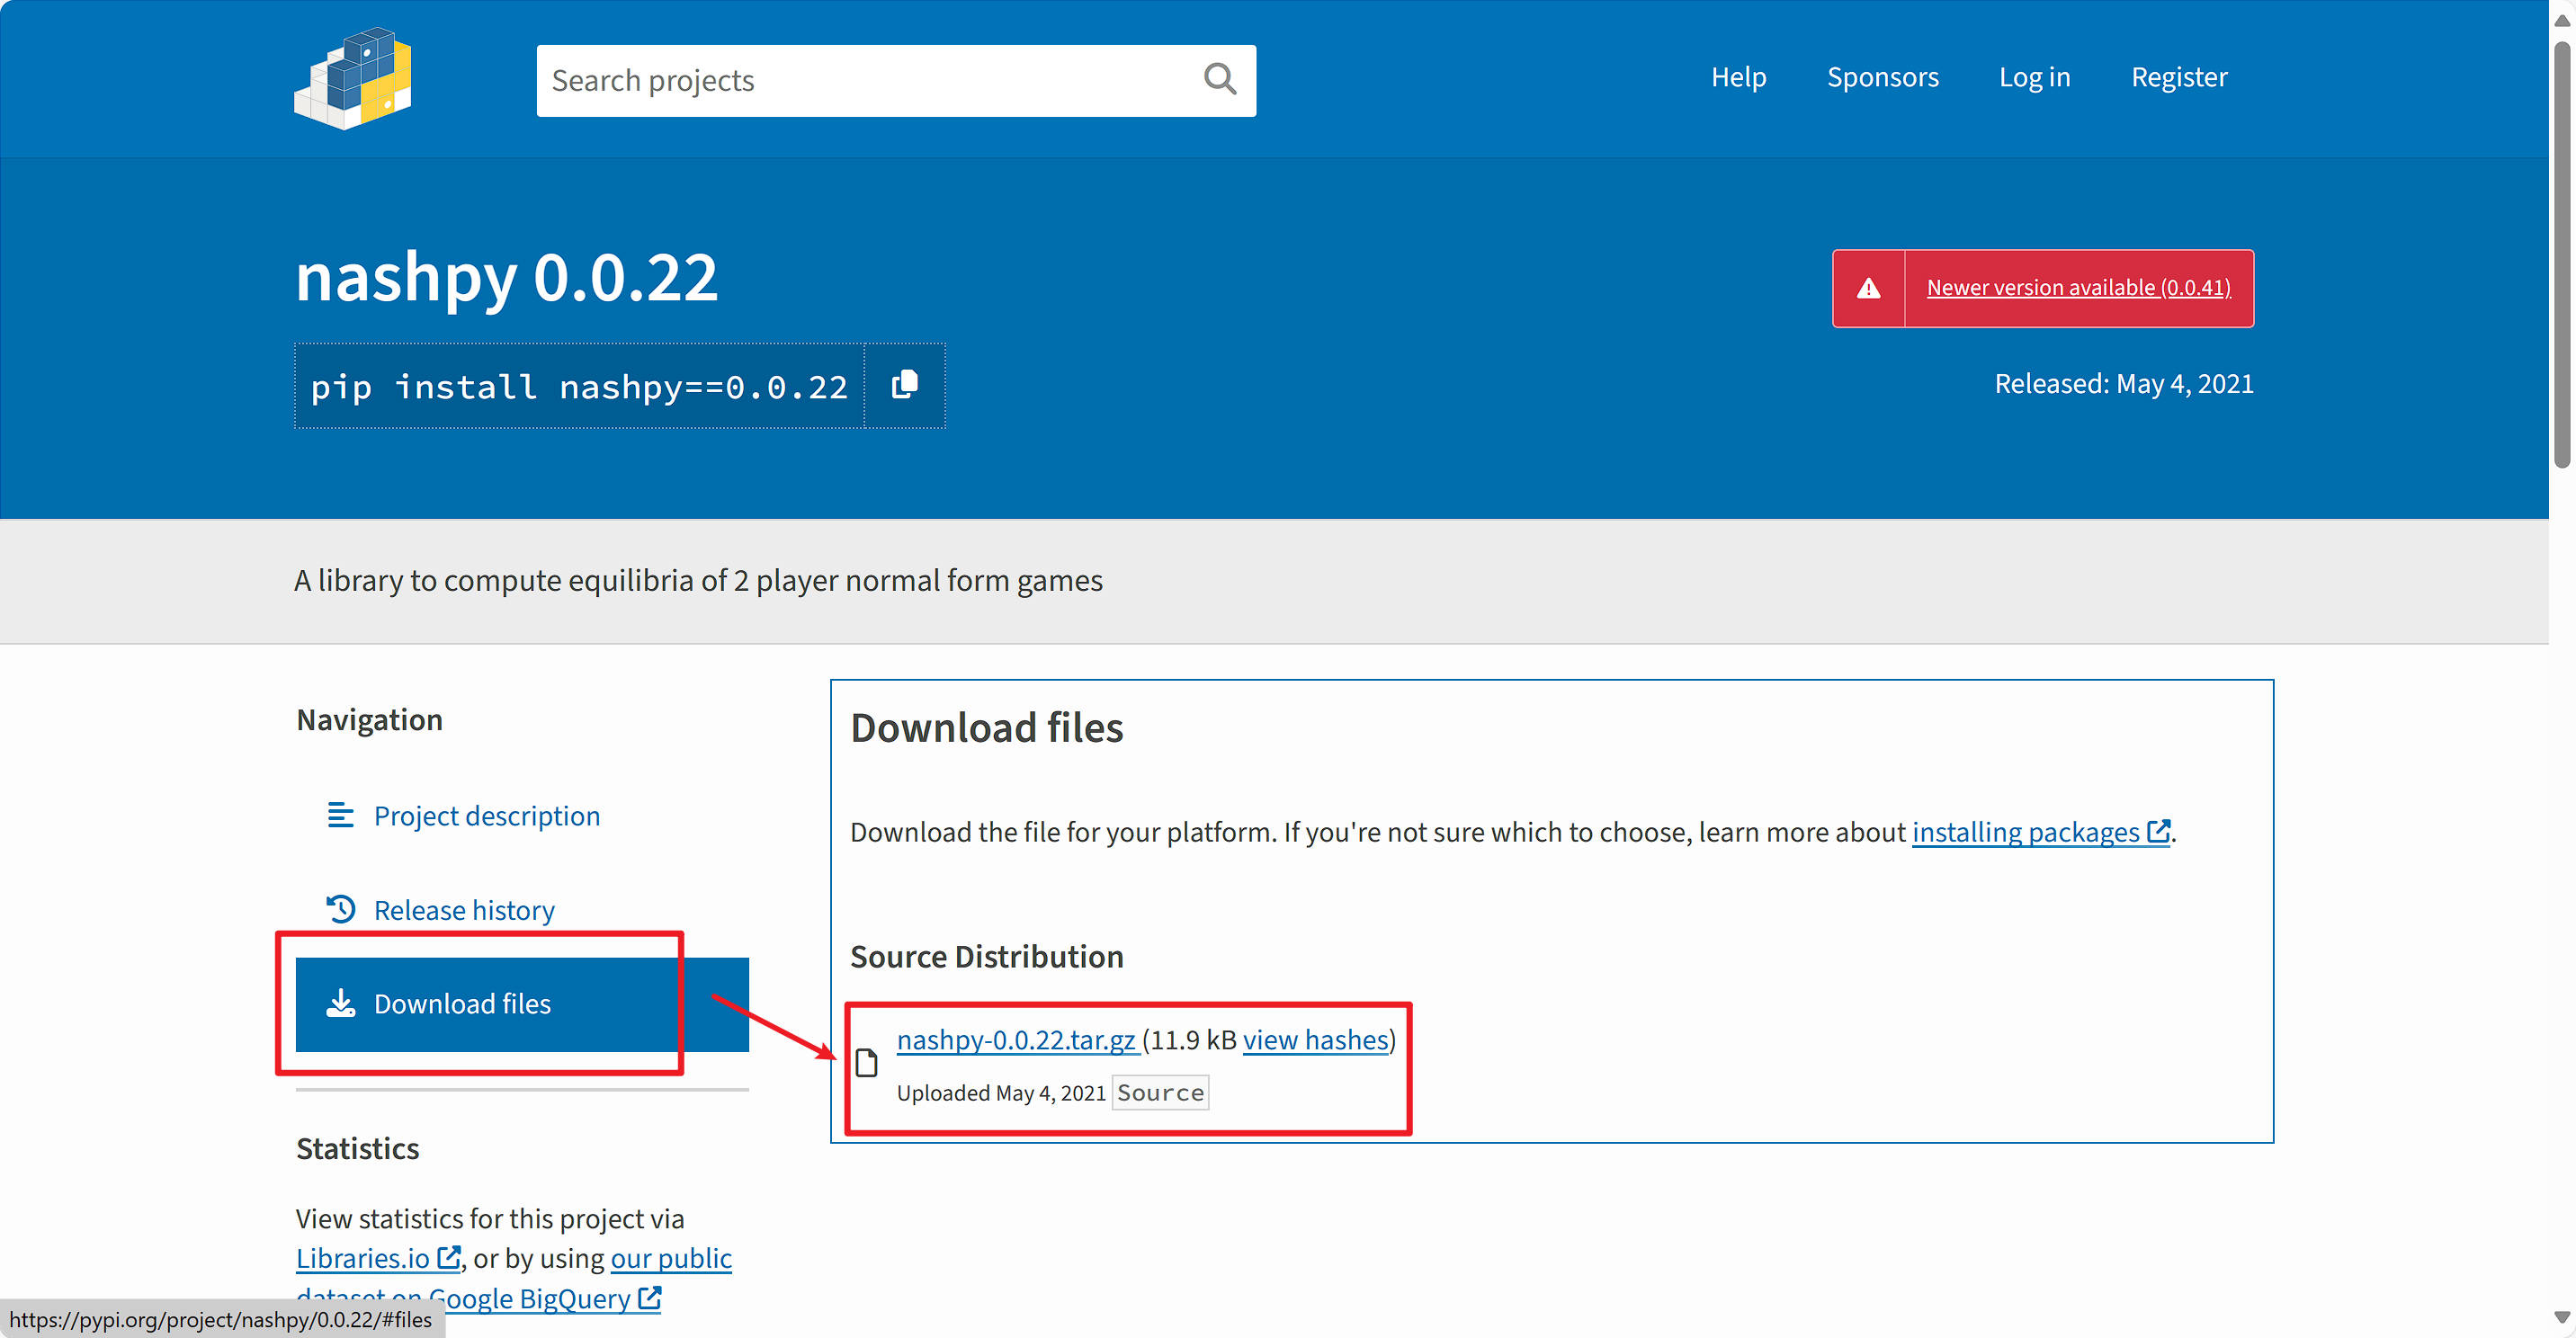 Search projects
Help
Sponsors
Log in
Register
nashpy 0.0.22
pip install nashpy==0.0.22
Newer version available (0.0.41)
Released: May 4, 2021
A library to compute equilibria of 2 player normal form games
Navigation
Project description
Release history
Download files
Statistics
View statistics for this project via
Libraries.io, or by using our public
dataset on Google BigQuery
Download files
Download the file for your platform. If you're not sure which to choose, learn more about installing packages.
Source Distribution
nashpy-0.0.22.tar.gz (11.9 kB view hashes)
Uploaded May 4, 2021 Source
https://pypi.org/project/nashpy/0.0.22/#files